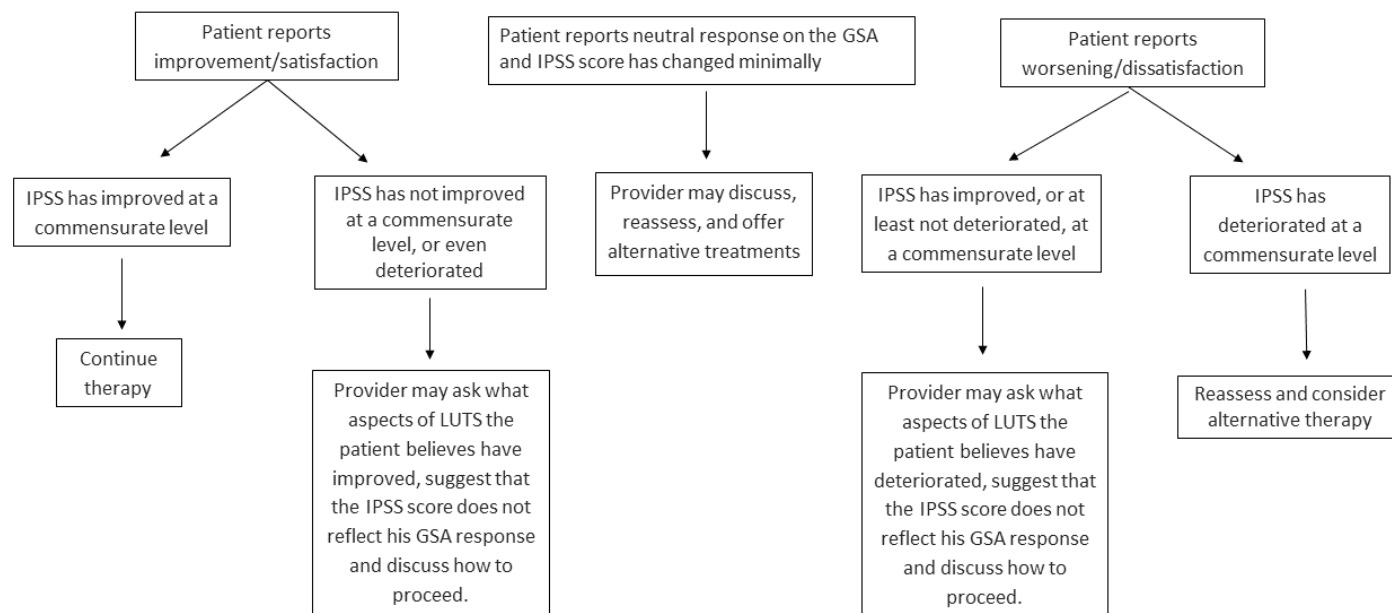 Patient reports
improvement/satisfaction
Patient reports neutral response on the GSA
and IPSS score has changed minimally
Patient reports
worsening/dissatisfaction
IPSS has improved at a
commensurate level
IPSS has not improved
at a commensurate
level, or even
deteriorated
Provider may discuss,
reassess, and offer
alternative treatments
IPSS has improved, or at
least not deteriorated, at
a commensurate level
IPSS has
deteriorated at a
commensurate level
Continue
therapy
Provider may ask what
aspects of LUTS the
patient believes have
improved, suggest that
the IPSS score does not
reflect his GSA response
and discuss how to
proceed.
Provider may ask what
aspects of LUTS the
patient believes have
deteriorated, suggest that
the IPSS score does not
reflect his GSA response
and discuss how to
proceed.
Reassess and consider
alternative therapy